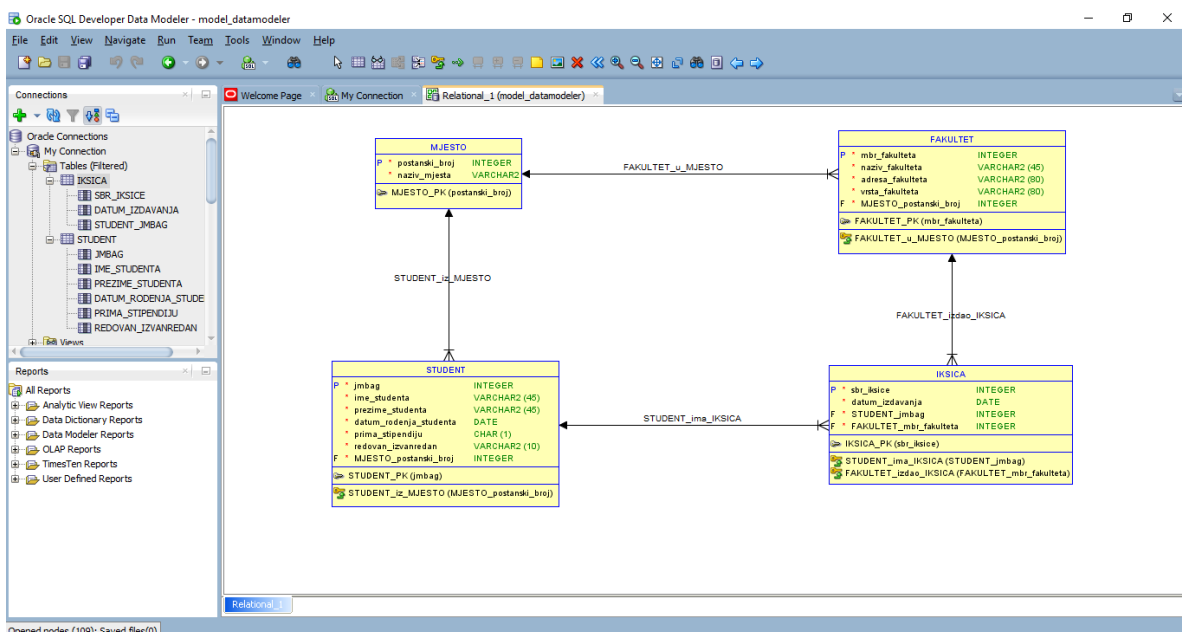 Oracle SQL Developer Data Modeler - model_datamodeler
File Edit View Navigate Run Team Tools Window Help
Connections
Welcome Page
My Connection
Relational_1 (model_datamodeler)
Oracle Connections
My Connection
Tables (Filtered)
IKSICA
SBR_IKSICE
DATUM_IZDAVANJA
STUDENT_JMBAG
STUDENT
JMBAG
IME_STUDENTA
PREZIME_STUDENTA
DATUM_RODENJA_STUDE
PRIMA_STIPENDIJU
REDOVAN_IZVANREDAN
Views
Reports
All Reports
Analytic View Reports
Data Dictionary Reports
Data Modeler Reports
OLAP Reports
TimesTen Reports
User Defined Reports
MJESTO
P * postanski_broj INTEGER
* naziv_mjesta VARCHAR2
MJESTO_PK (postanski_broj)
FAKULTET_u_MJESTO
FAKULTET
P * mbr_fakulteta INTEGER
* naziv_fakulteta VARCHAR2 (45)
* adresa_fakulteta VARCHAR2 (80)
* vrsta_fakulteta VARCHAR2 (80)
F * MJESTO_postanski_broj INTEGER
FAKULTET_PK (mbr_fakulteta)
FAKULTET_u_MJESTO (MJESTO_postanski_broj)
STUDENT_iz_MJESTO
FAKULTET_izdao_IKSICA
STUDENT
P * jmbag INTEGER
* ime_studenta VARCHAR2 (45)
* prezime_studenta VARCHAR2 (45)
* datum_rodenja_studenta DATE
* prima_stipendiju CHAR (1)
* redovan_izvanredan VARCHAR2 (10)
F * MJESTO_postanski_broj INTEGER
STUDENT_PK (jmbag)
STUDENT_iz_MJESTO (MJESTO_postanski_broj)
STUDENT_ima_IKSICA
IKSICA
P * sbr_iksice INTEGER
* datum_izdavanja DATE
F * STUDENT_jmbag INTEGER
F * FAKULTET_mbr_fakulteta INTEGER
IKSICA_PK (sbr_iksice)
STUDENT_ima_IKSICA (STUDENT_jmbag)
FAKULTET_izdao_IKSICA (FAKULTET_mbr_fakulteta)
Relational_1
Opened nodes (109); Saved files(0)